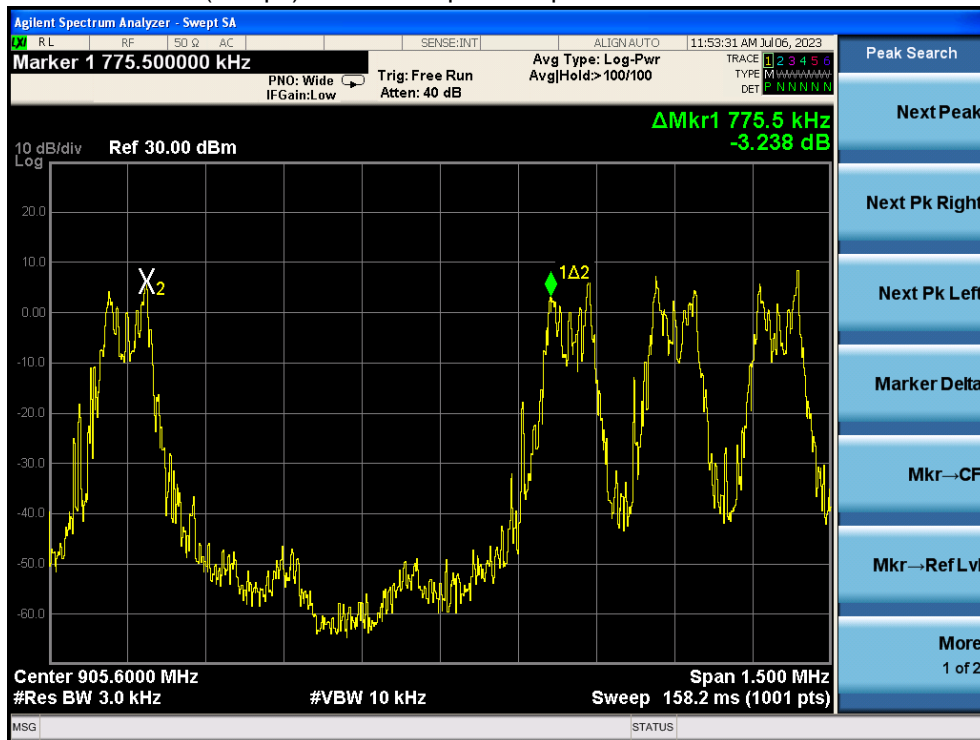 Agilent Spectrum Analyzer - Swept SA
LXI RL RF 50 Ω AC SENSE:INT ALIGN AUTO 11:53:31 AM Jul 06, 2023
Marker 1 775.500000 kHz
PNO: Wide
IFGain:Low
Trig: Free Run
Atten: 40 dB
Avg Type: Log-Pwr
Avg|Hold:>100/100
TRACE 1 2 3 4 5 6
TYPE M W W W W W
DET P N N N N N
Peak Search
ΔMkr1 775.5 kHz
-3.238 dB
10 dB/div Ref 30.00 dBm
Log
20.0
10.0
0.00
-10.0
-20.0
-30.0
-40.0
-50.0
-60.0
2
1Δ2
Center 905.6000 MHz Span 1.500 MHz
#Res BW 3.0 kHz #VBW 10 kHz Sweep 158.2 ms (1001 pts)
MSG STATUS
Next Peak
Next Pk Right
Next Pk Left
Marker Delta
Mkr→CF
Mkr→Ref Lvl
More
1 of 2